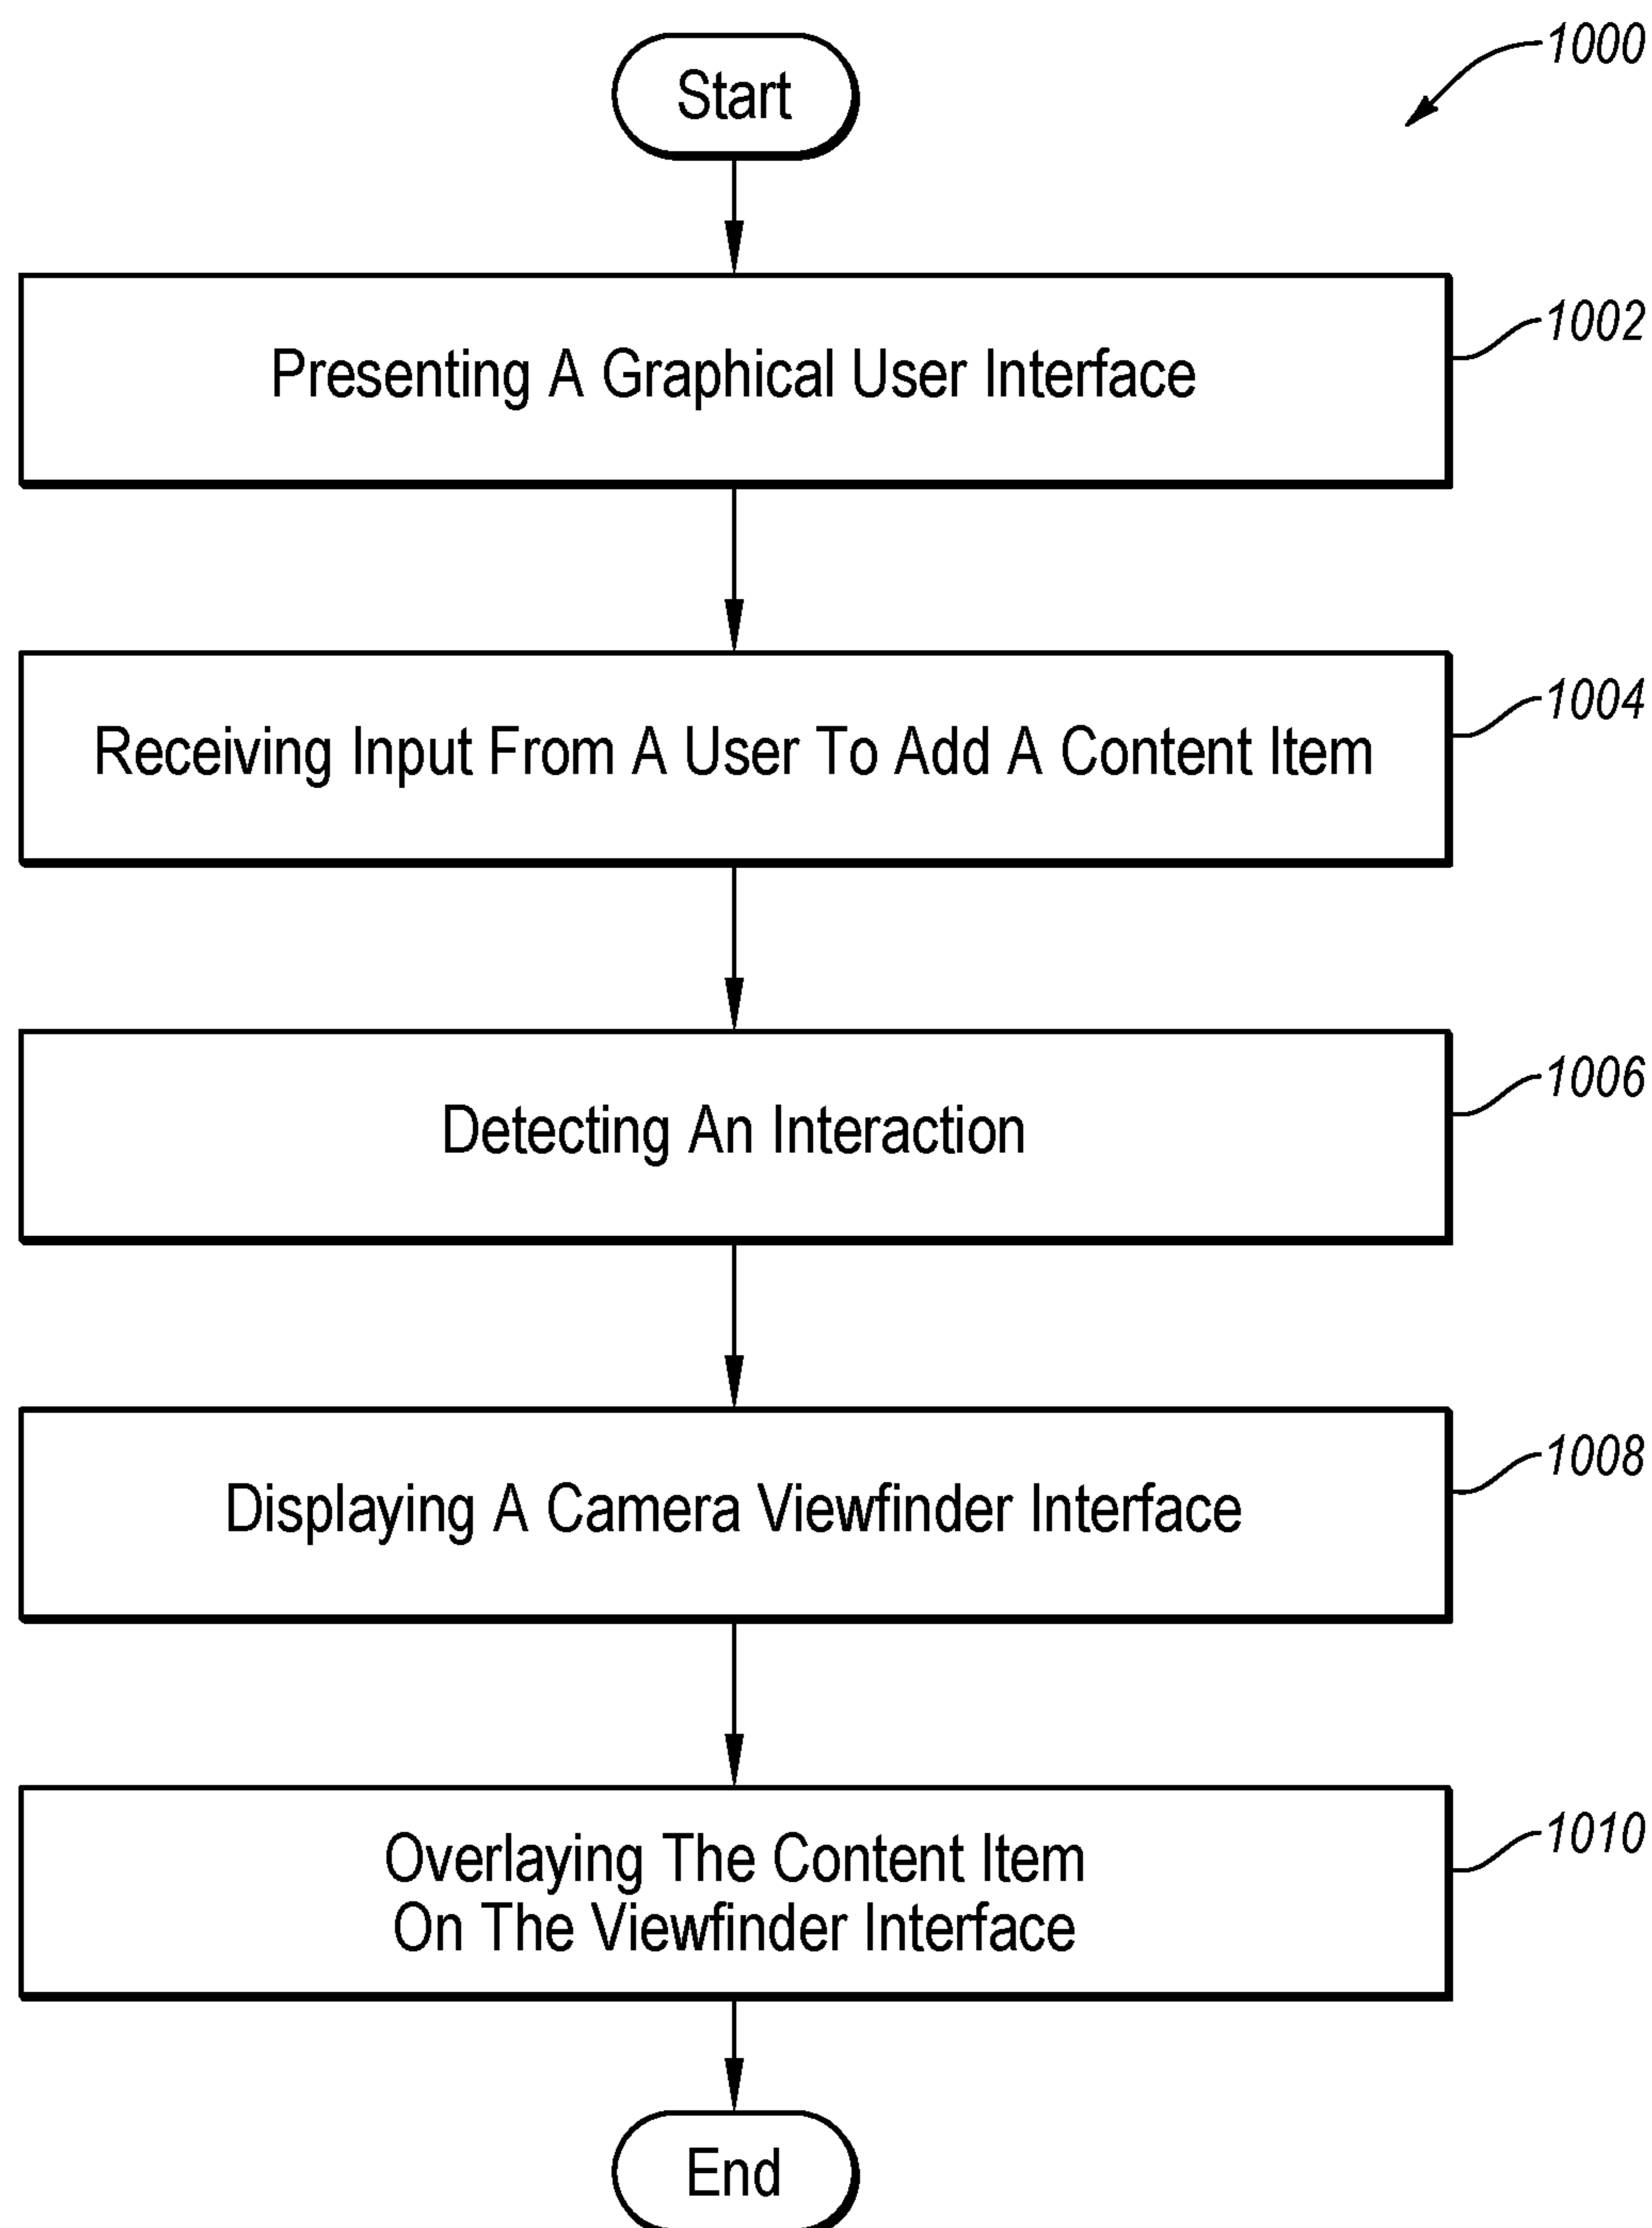 Start
1000
Presenting A Graphical User Interface
1002
Receiving Input From A User To Add A Content Item
1004
Detecting An Interaction
1006
Displaying A Camera Viewfinder Interface
1008
Overlaying The Content Item
On The Viewfinder Interface
1010
End